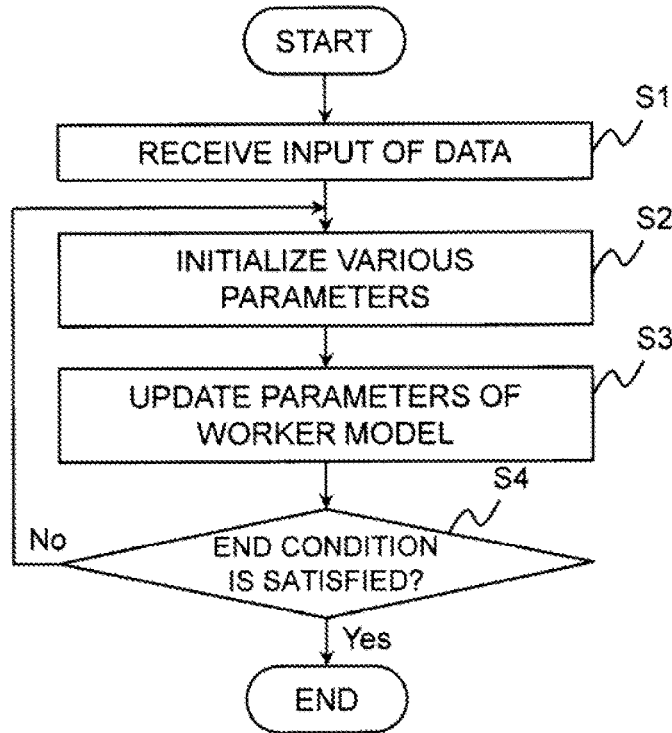 START
S1
RECEIVE INPUT OF DATA
S2
INITIALIZE VARIOUS
PARAMETERS
S3
UPDATE PARAMETERS OF
WORKER MODEL
S4
No
END CONDITION
IS SATISFIED?
Yes
END